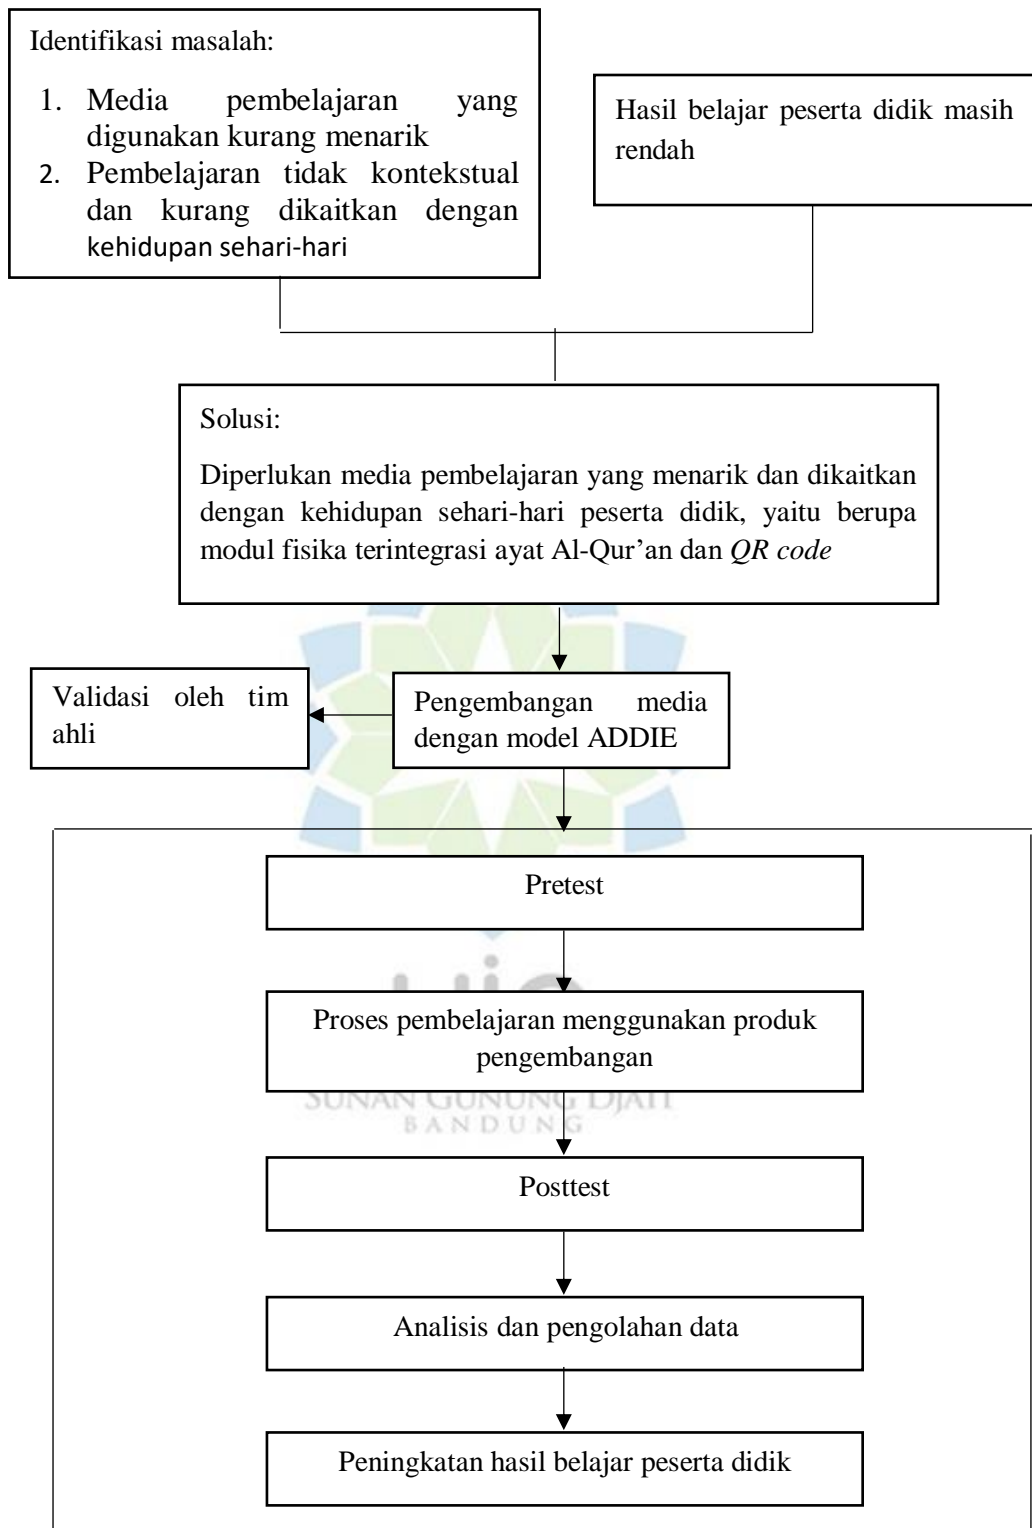 Identifikasi masalah:
1. Media pembelajaran yang
digunakan kurang menarik
2. Pembelajaran tidak kontekstual
dan kurang dikaitkan dengan
kehidupan sehari-hari
Hasil belajar peserta didik masih
rendah
Solusi:
Diperlukan media pembelajaran yang menarik dan dikaitkan
dengan kehidupan sehari-hari peserta didik, yaitu berupa
modul fisika terintegrasi ayat Al-Qur’an dan QR code
Validasi oleh tim
ahli
Pengembangan media
dengan model ADDIE
Pretest
Proses pembelajaran menggunakan produk
pengembangan
SUNAN GUNUNG DJATI
BANDUNG
Posttest
Analisis dan pengolahan data
Peningkatan hasil belajar peserta didik